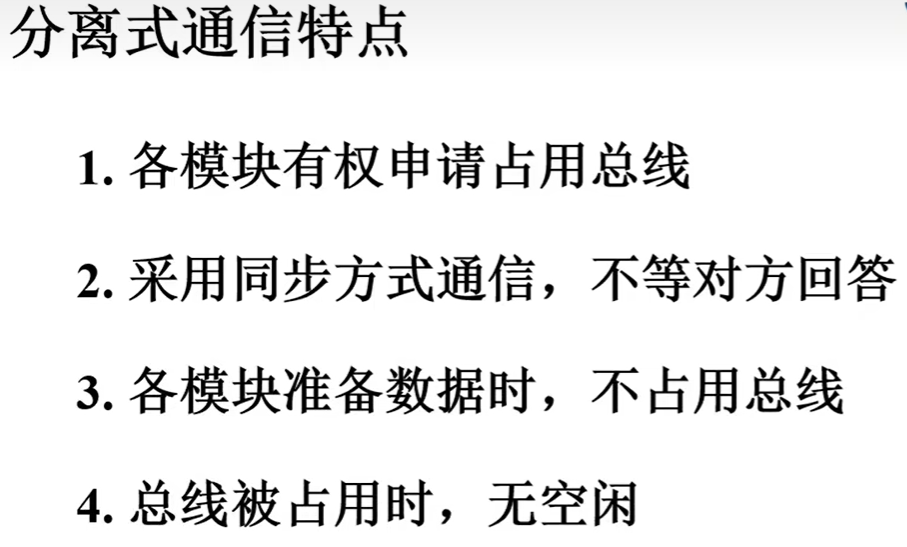 分离式通信特点
1. 各模块有权申请占用总线
2. 采用同步方式通信，不等对方回答
3. 各模块准备数据时，不占用总线
4. 总线被占用时，无空闲